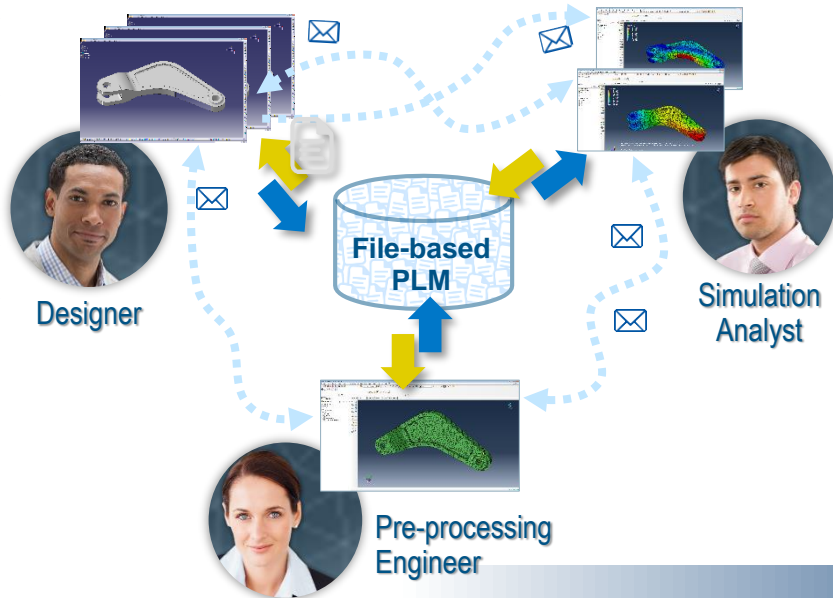 File-based
PLM
Designer
Simulation
Analyst
Pre-processing
Engineer